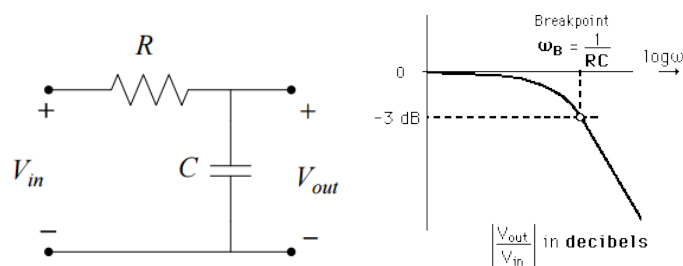 R
+
+
V_in
C
V_out
−
−
Breakpoint
ω_B = 1/RC
logω
0
−3 dB
|V_out/V_in| in decibels